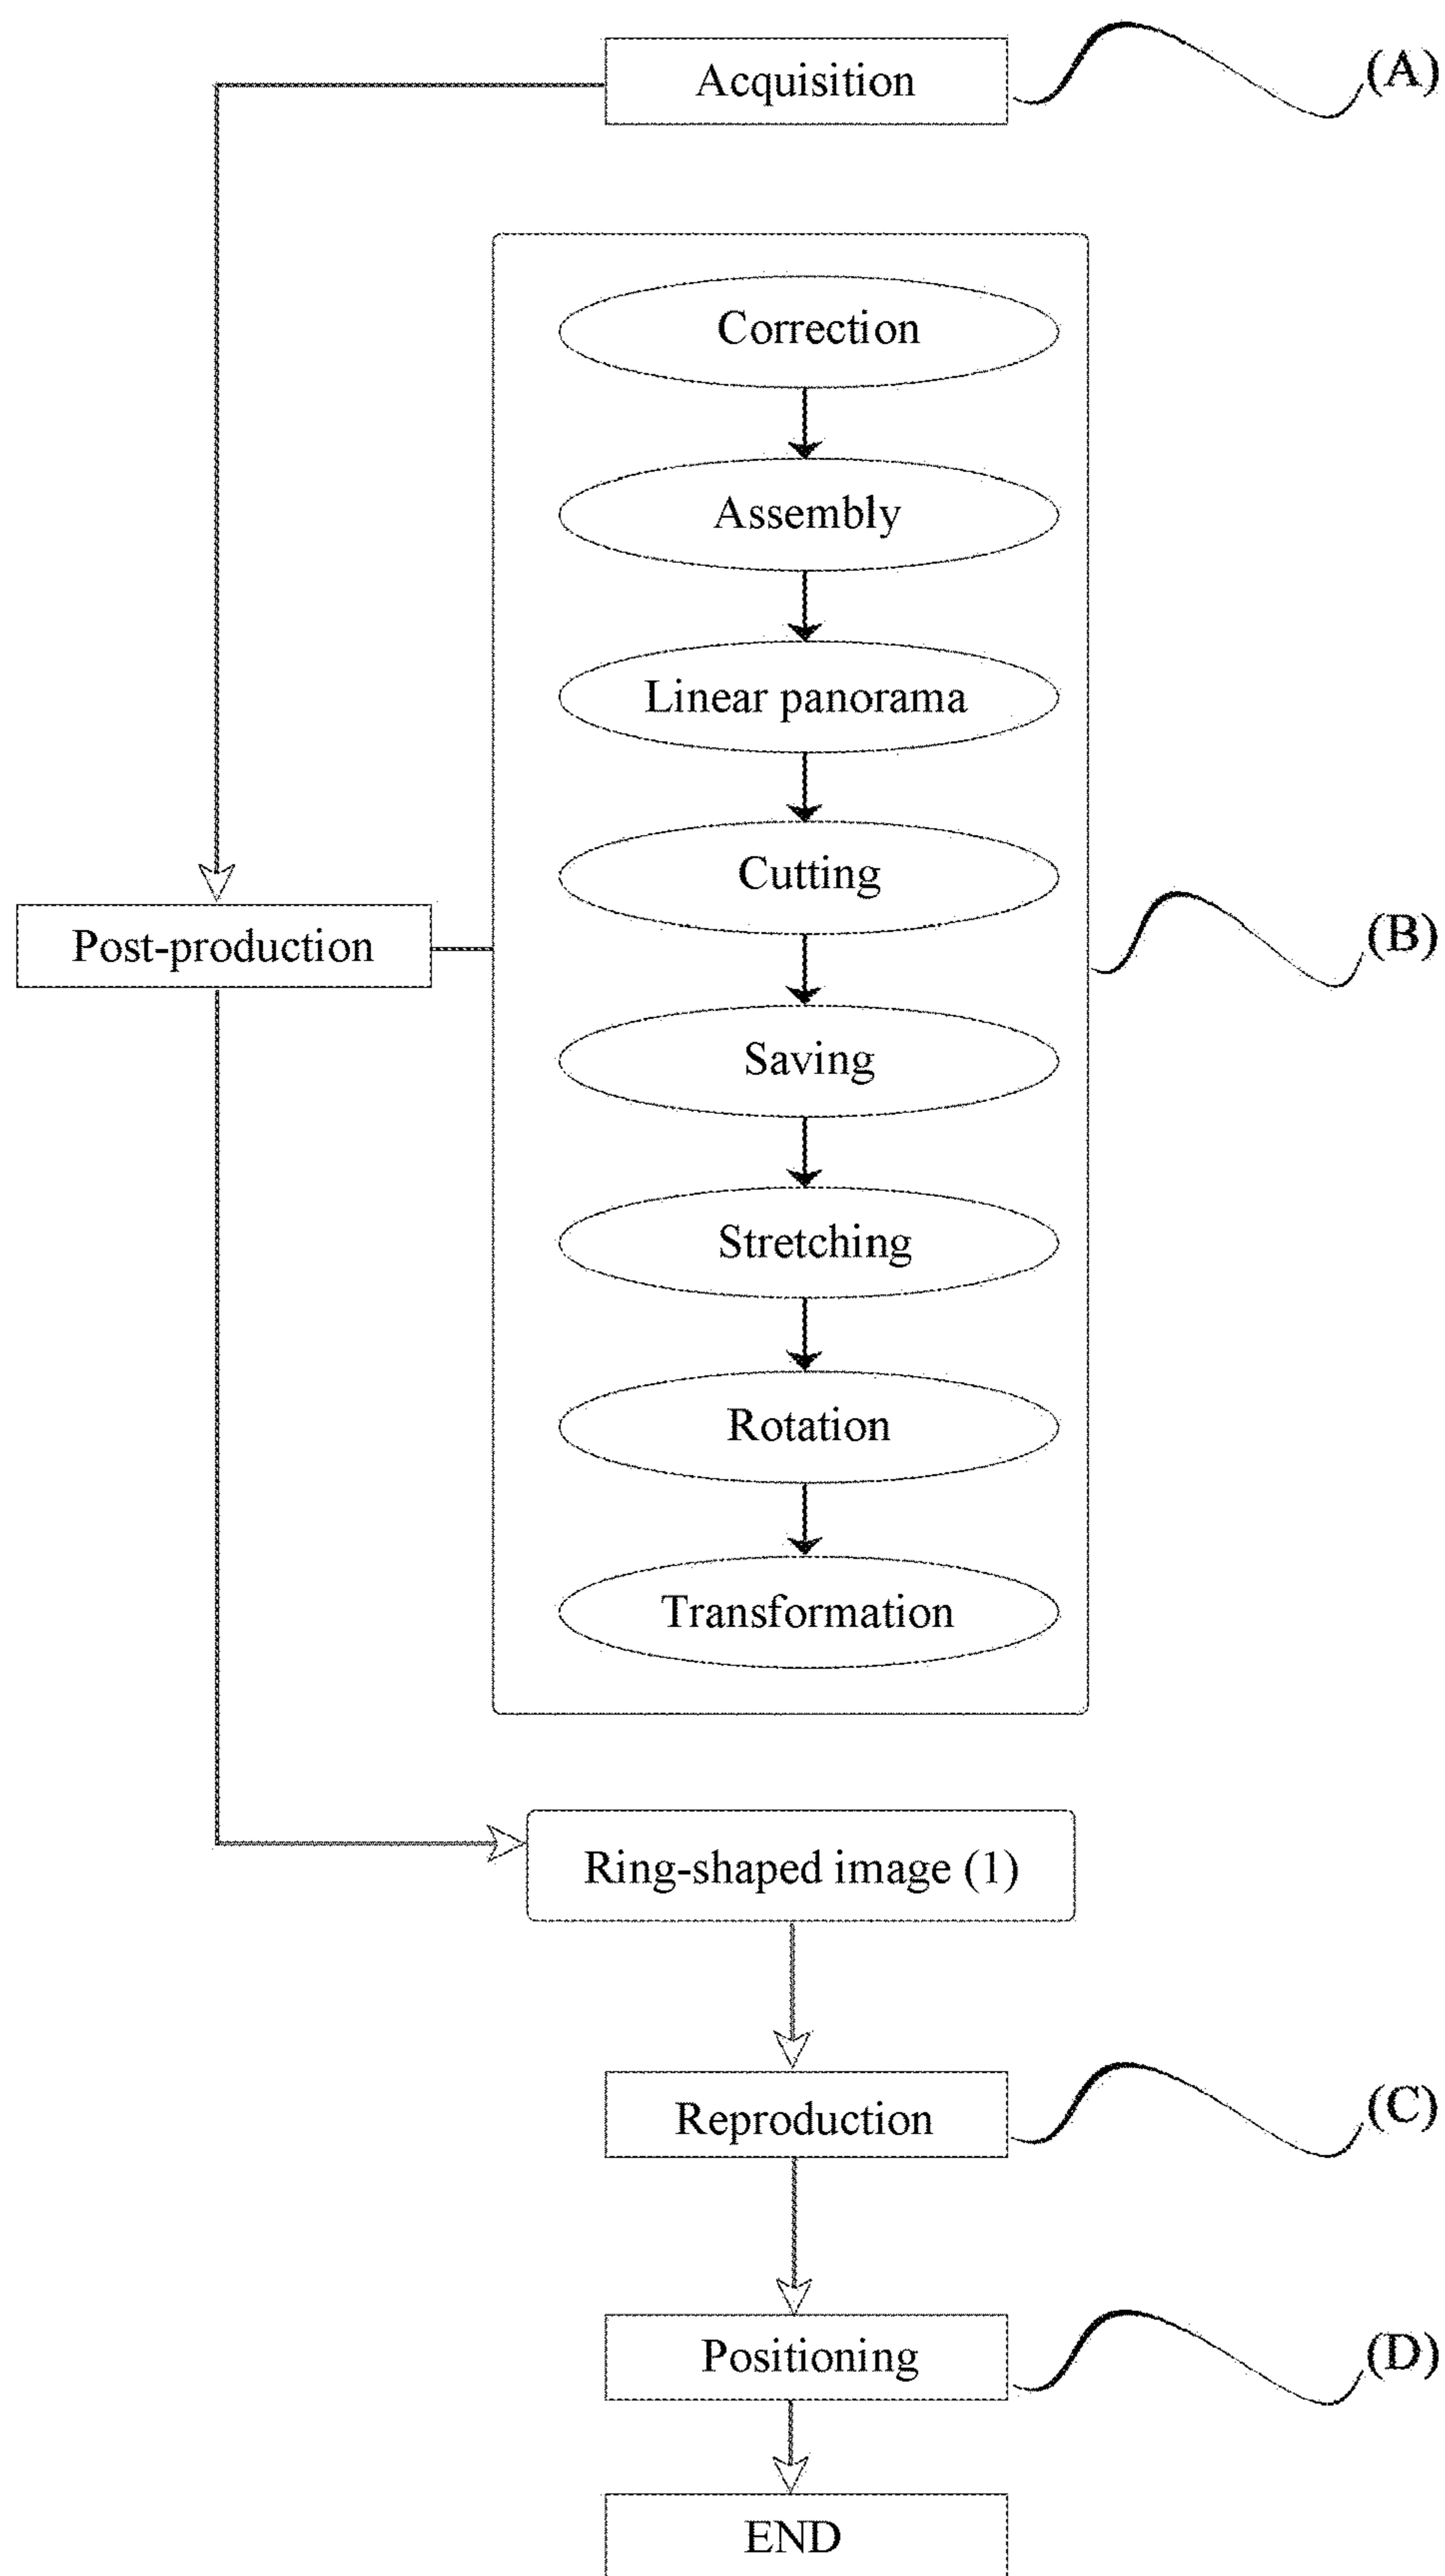 Acquisition
(A)
Correction
Assembly
Linear panorama
Cutting
Post-production
(B)
Saving
Stretching
Rotation
Transformation
Ring-shaped image (1)
Reproduction
(C)
Positioning
(D)
END